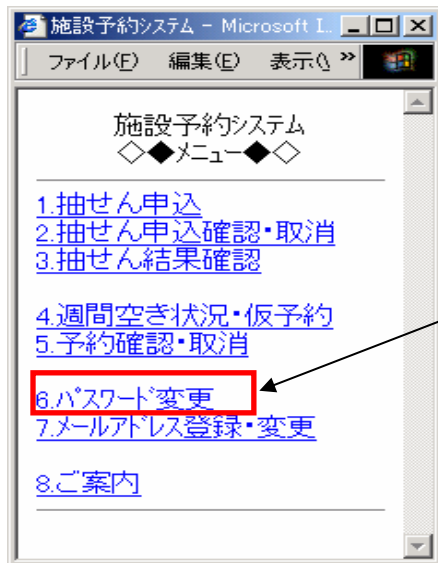 施設予約システム - Microsoft I...
ファイル(F) 編集(E) 表示(V) »
施設予約システム
◇◆メニュー◆◇
1.抽せん申込
2.抽せん申込確認・取消
3.抽せん結果確認
4.週間空き状況・仮予約
5.予約確認・取消
6.パスワード変更
7.メールアドレス登録・変更
8.ご案内